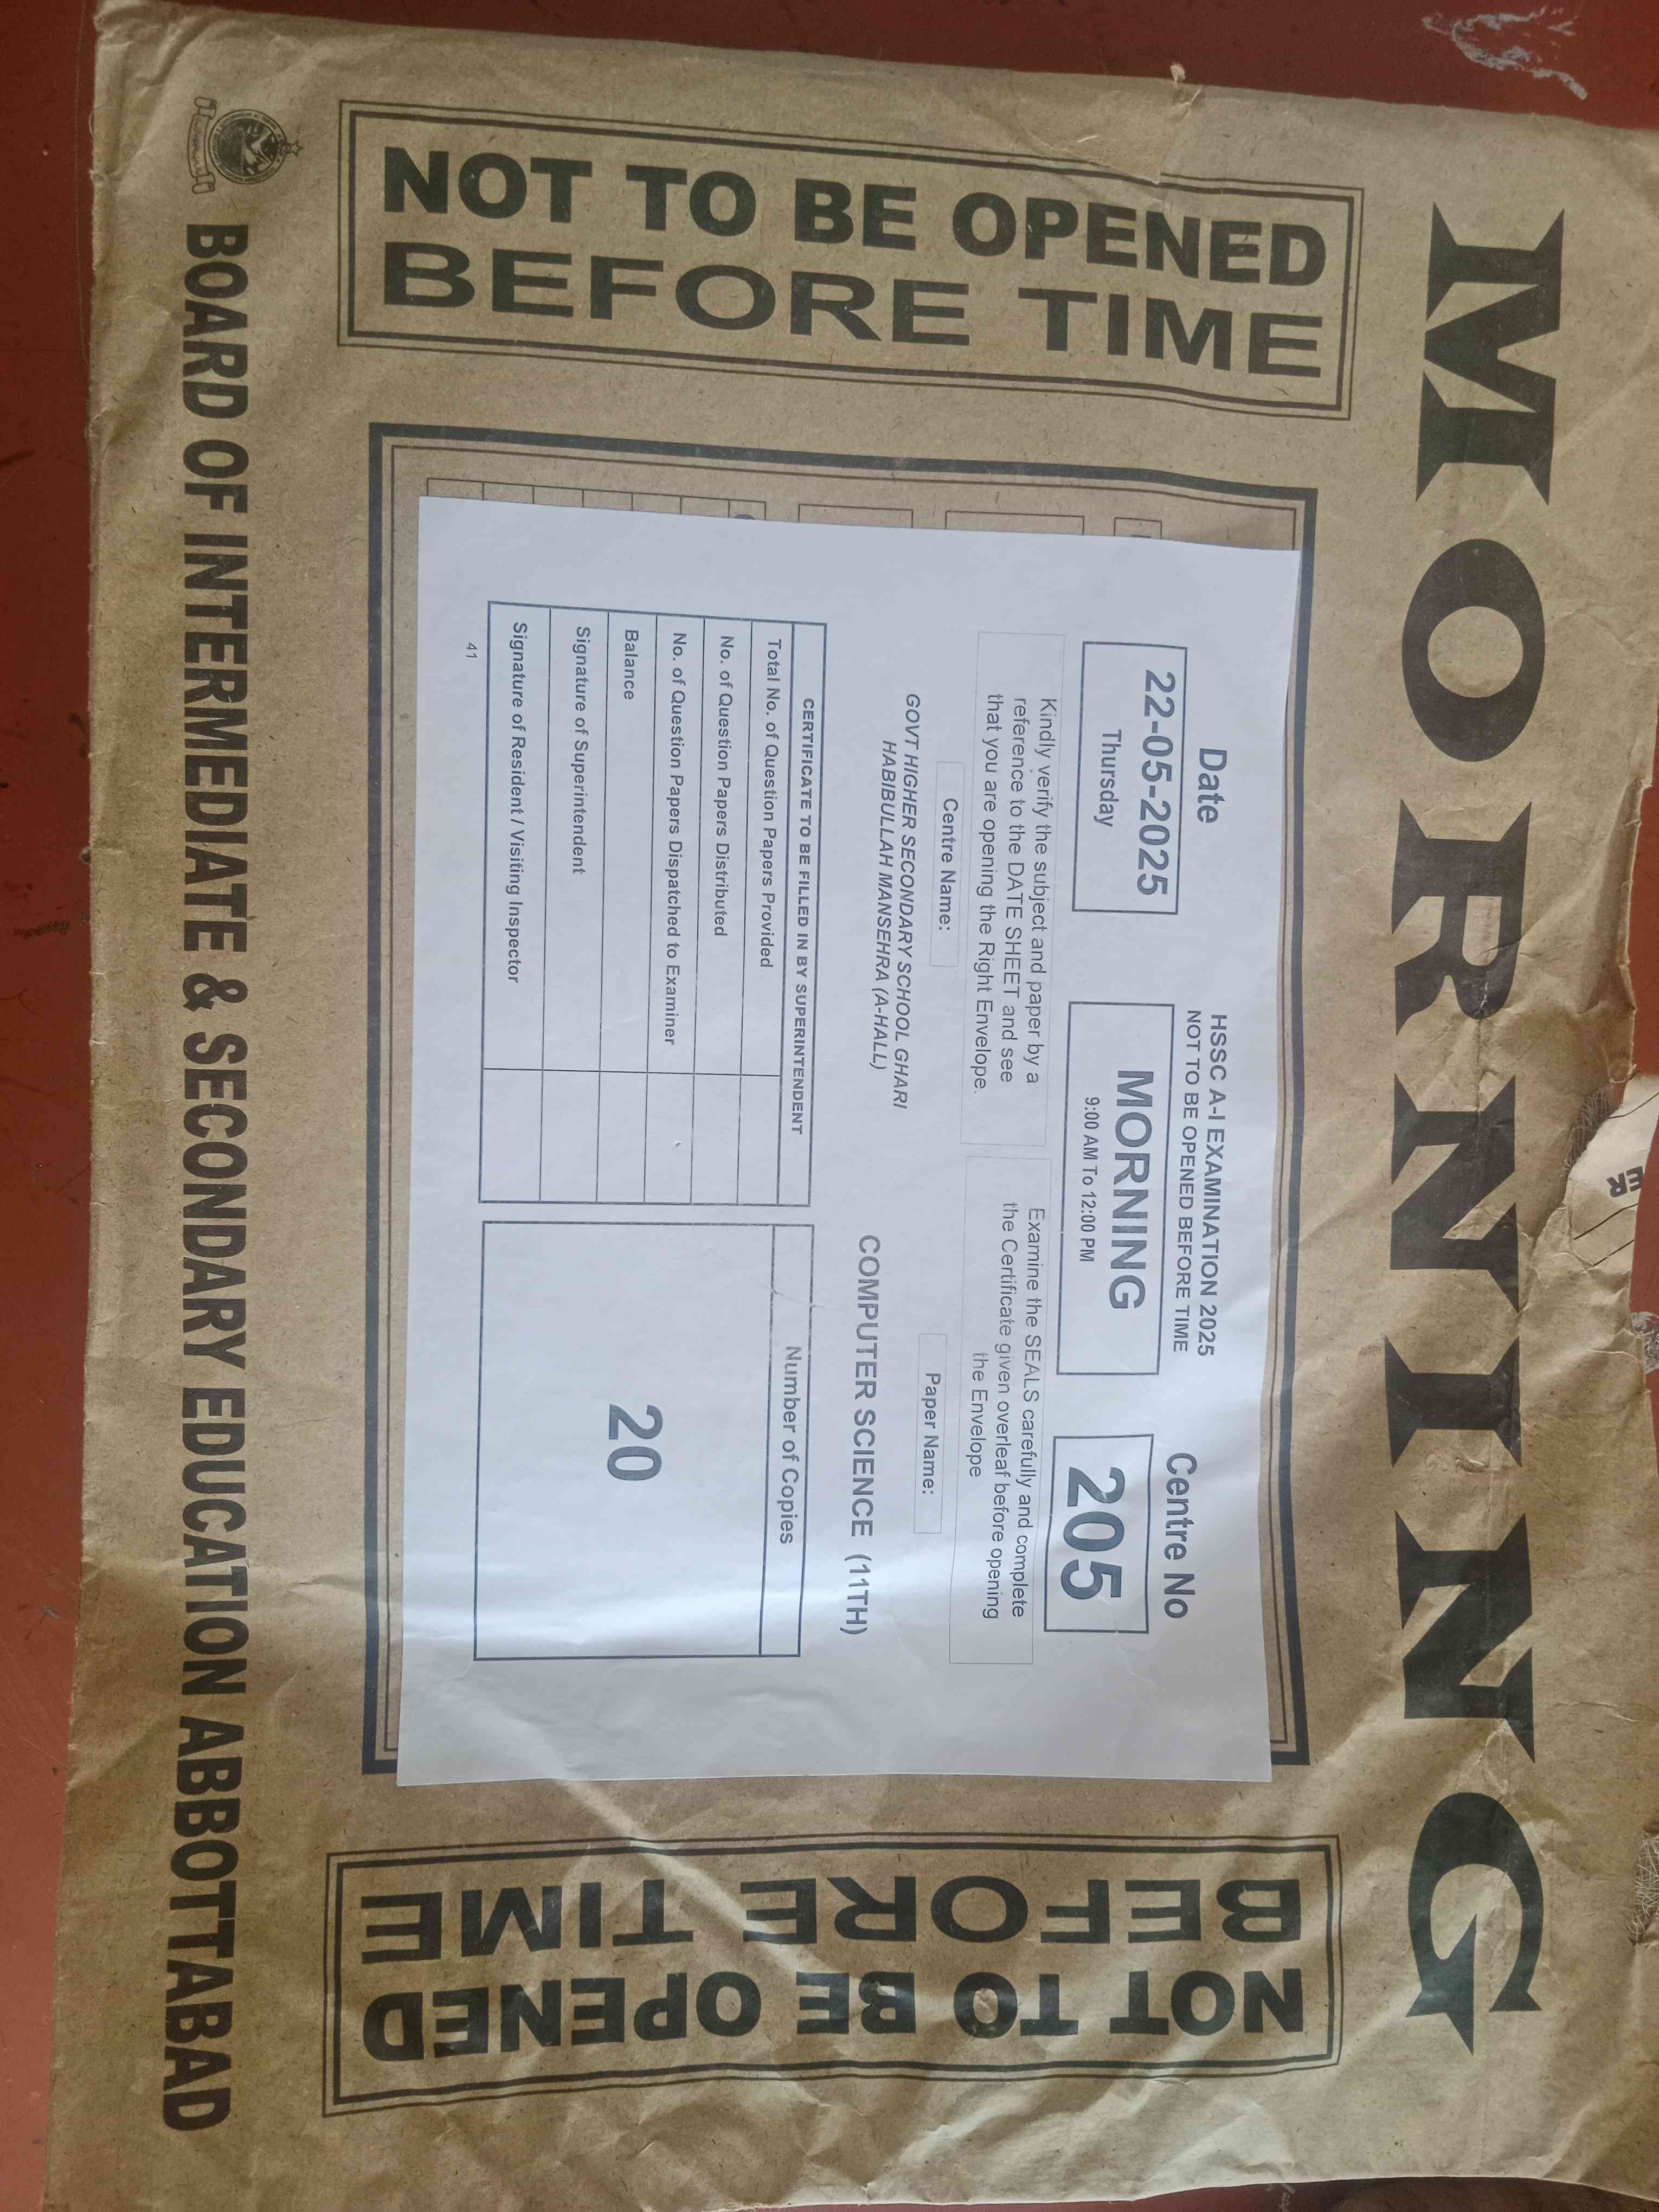 MORNING
NOT TO BE OPENED
BEFORE TIME
Date
22-05-2025
Thursday
HSSC A-I EXAMINATION 2025
NOT TO BE OPENED BEFORE TIME
MORNING
9:00 AM To 12:00 PM
Centre No
205
Kindly verify the subject and paper by a
reference to the DATE SHEET and see
that you are opening the Right Envelope.
Examine the SEALS carefully and complete
the Certificate given overleaf before opening
the Envelope
Centre Name:
GOVT HIGHER SECONDARY SCHOOL GHARI
HABIBULLAH MANSEHRA (A-HALL)
Paper Name:
COMPUTER SCIENCE (11TH)
CERTIFICATE TO BE FILLED IN BY SUPERINTENDENT
Total No. of Question Papers Provided
No. of Question Papers Distributed
No. of Question Papers Dispatched to Examiner
Balance
Signature of Superintendent
Signature of Resident / Visiting Inspector
41
Number of Copies
20
NOT TO BE OPENED
BEFORE TIME
BOARD OF INTERMEDIATE & SECONDARY EDUCATION ABBOTTABAD